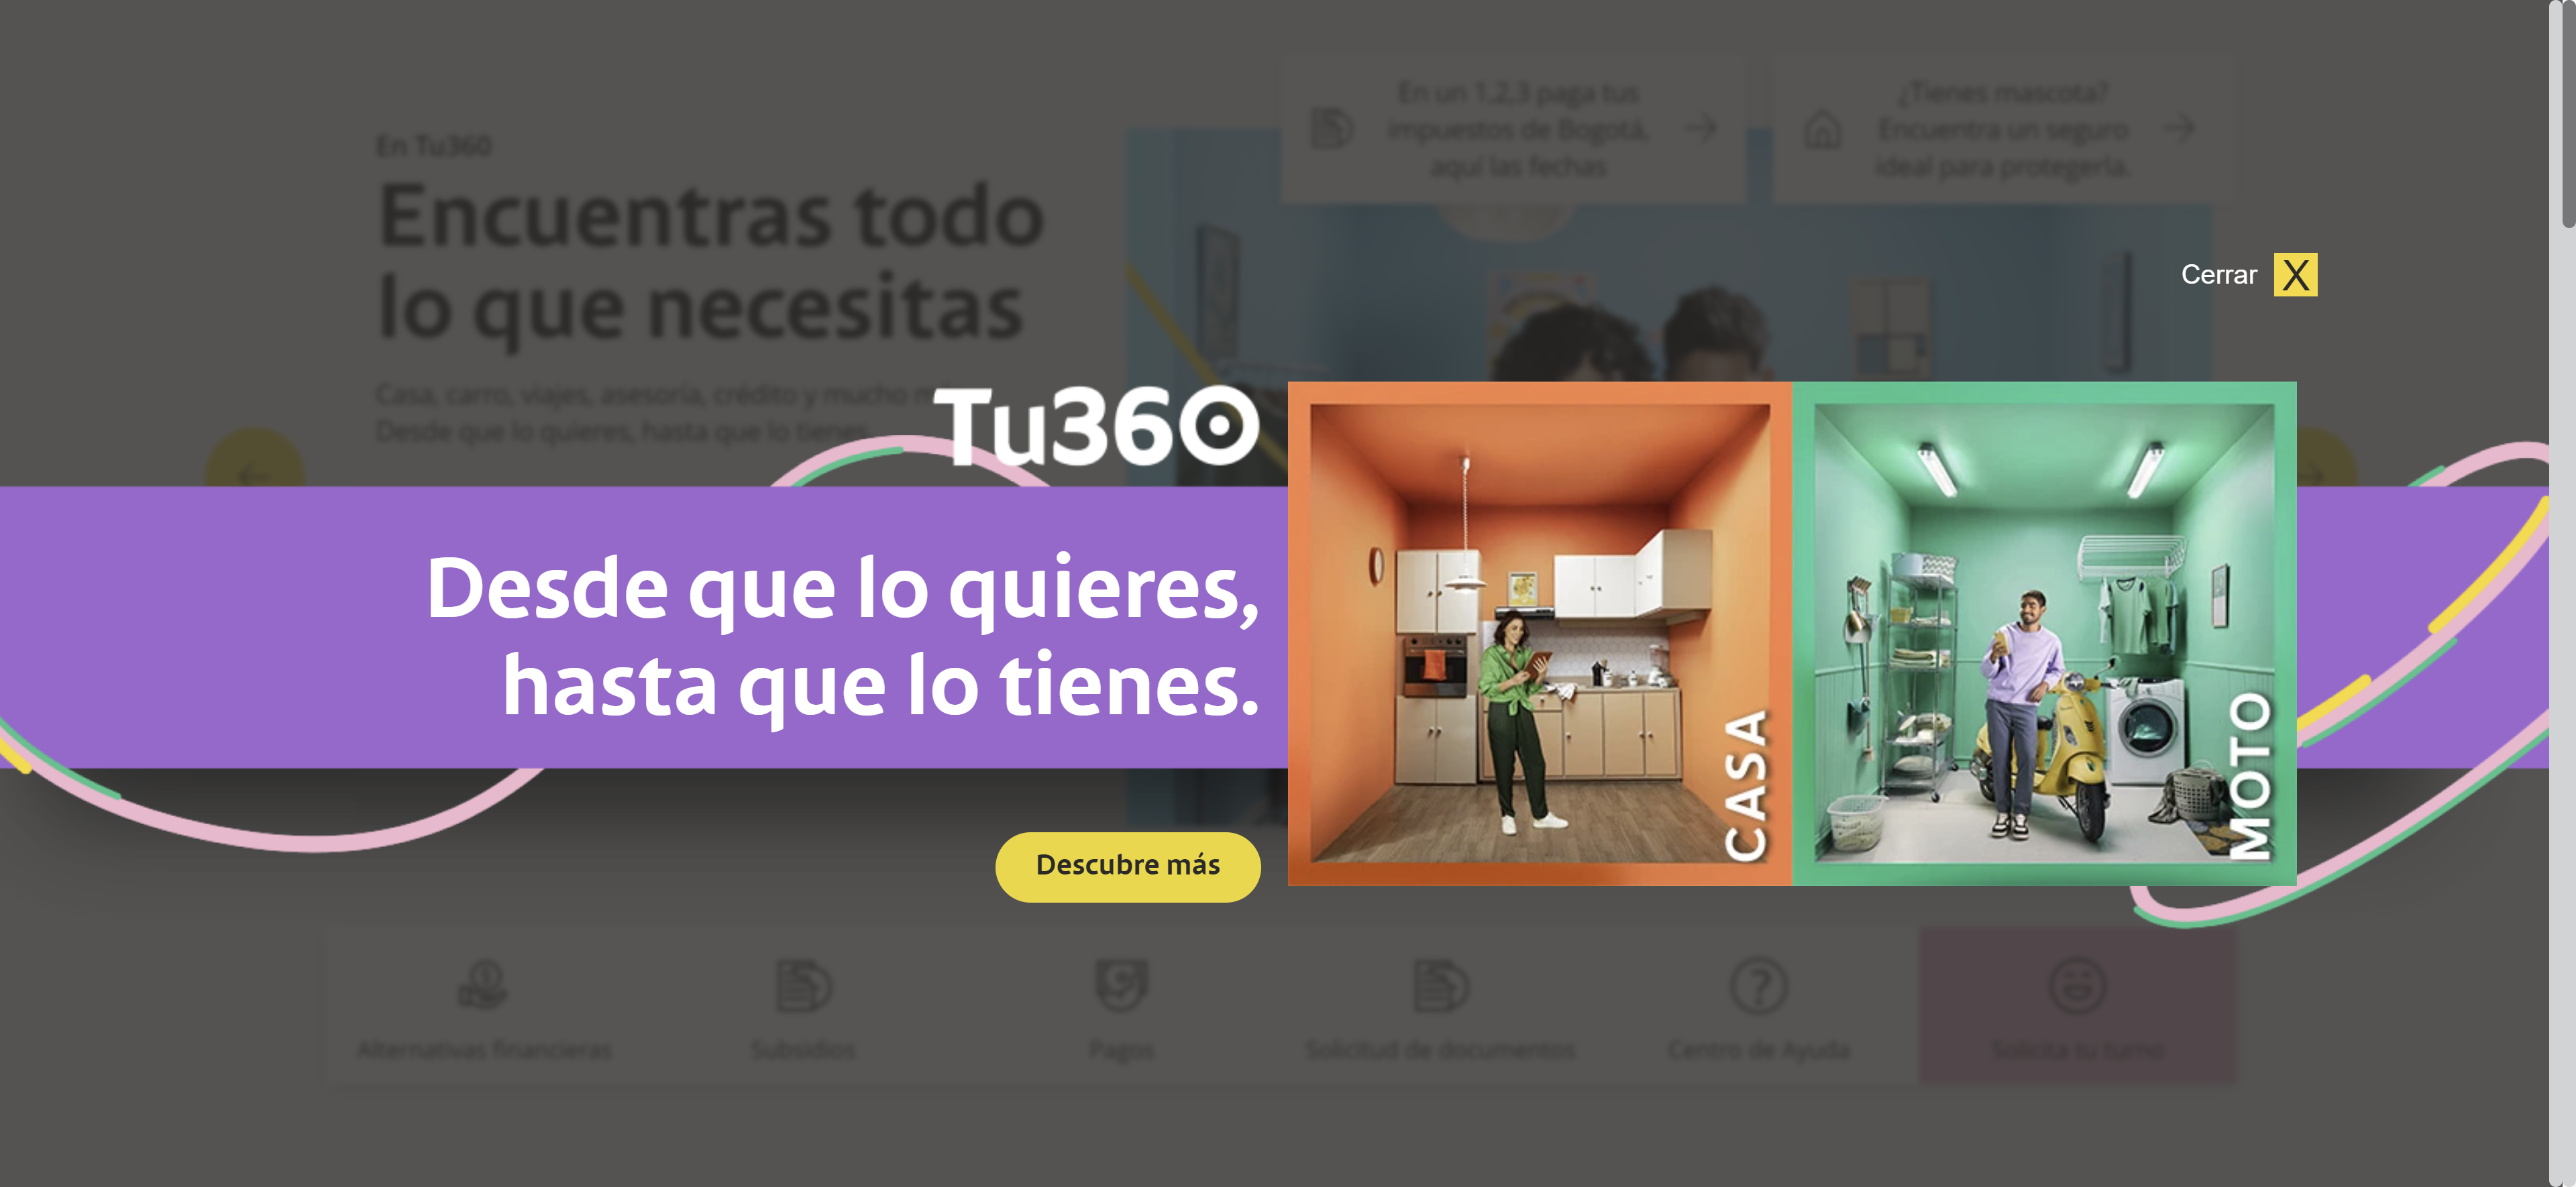 En un 1,2,3 paga tus
impuestos de Bogotá,
aquí las fechas
¿Tienes mascota?
Encuentra un seguro
ideal para protegerla.
En Tu360
Encuentras todo
lo que necesitas
Cerrar X
Casa, carro, viajes, asesoría, crédito y mucho
Desde que lo quieres, hasta que lo tienes
Tu360
Desde que lo quieres,
hasta que lo tienes.
CASA
MOTO
Descubre más
Alternativas financieras
Subsidios
Pagos
Solicitud de documentos
Centro de Ayuda
Solicita tu turno